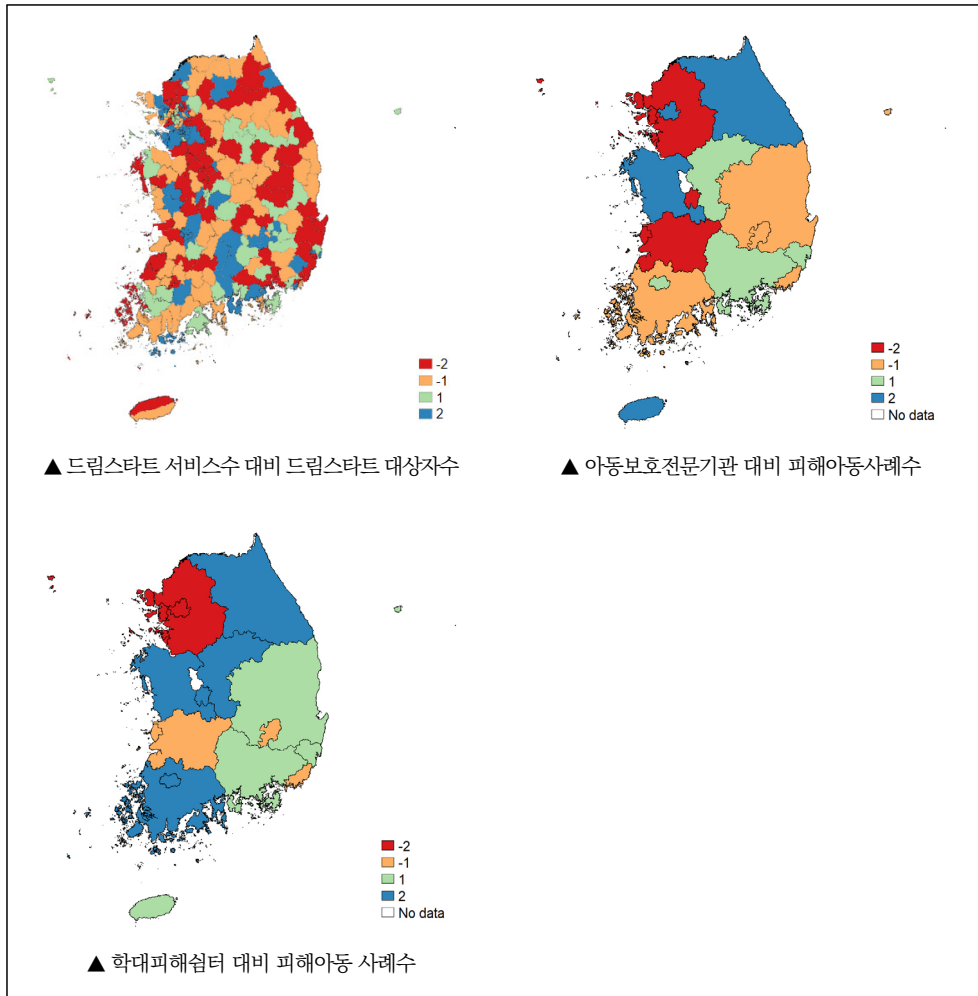 -2
-1
1
2
▲ 드림스타트 서비스수 대비 드림스타트 대상자수
-2
-1
1
2
No data
▲ 아동보호전문기관 대비 피해아동사례수
-2
-1
1
2
No data
▲ 학대피해쉼터 대비 피해아동 사례수